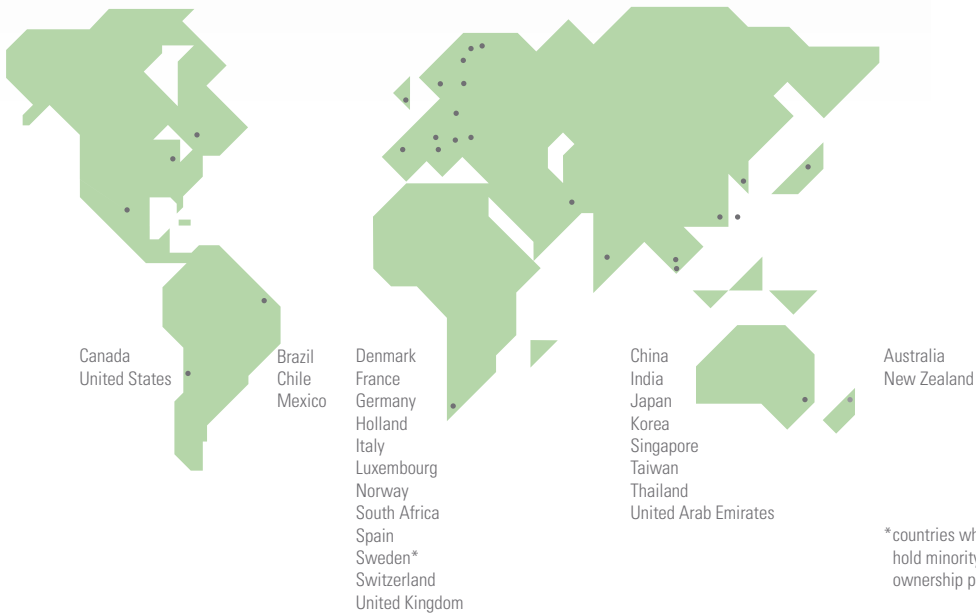 Canada
United States
Brazil
Chile
Mexico
Denmark
France
Germany
Holland
Italy
Luxembourg
Norway
South Africa
Spain
Sweden*
Switzerland
United Kingdom
China
India
Japan
Korea
Singapore
Taiwan
Thailand
United Arab Emirates
Australia
New Zealand
*countries
hold minority
ownership